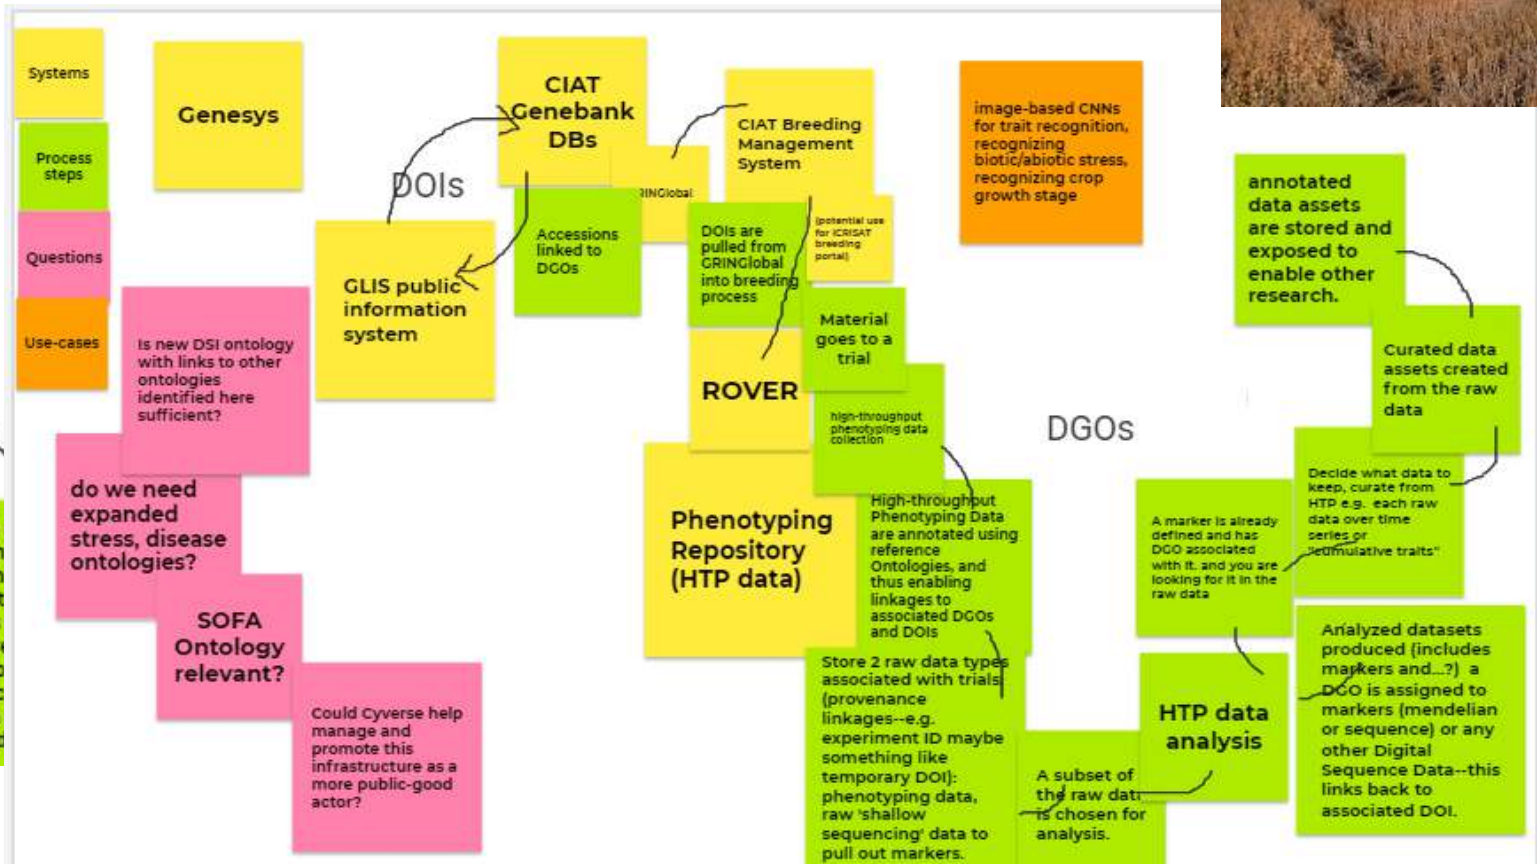 Systems
Process
steps
Questions
Use-cases
Genesys
DOIs
CIAT
Genebank
DBs
RINGlobal
CIAT Breeding
Management
System
(potential use
for ICRISAT
breeding
portal)
image-based CNNs
for trait recognition,
recognizing
biotic/abiotic stress,
recognizing crop
growth stage
GLIS public
information
system
Accessions
linked to
DGOs
DOIs are
pulled from
GRINGlobal
into breeding
process
Material
goes to a
trial
ROVER
high-throughput
phenotyping data
collection
Phenotyping
Repository
(HTP data)
High-throughput
Phenotyping Data
are annotated using
reference
Ontologies, and
thus enabling
linkages to
associated DGOs
and DOIs
Store 2 raw data types
associated with trials
(provenance
linkages--e.g.
experiment ID maybe
something like
temporary DOI):
phenotyping data,
raw 'shallow
sequencing' data to
pull out markers.
A subset of
the raw data
is chosen for
analysis.
HTP data
analysis
A marker is already
defined and has
DGO associated
with it. and you are
looking for it in the
raw data
Analyzed datasets
produced (includes
markers and...?) a
DGO is assigned to
markers (mendelian
or sequence) or any
other Digital
Sequence Data--this
links back to
associated DOI.
Decide what data to
keep, curate from
HTP e.g. each raw
data over time
series or
"cumulative traits"
Curated data
assets created
from the raw
data
annotated
data assets
are stored and
exposed to
enable other
research.
DGOs
Is new DSI ontology
with links to other
ontologies
identified here
sufficient?
do we need
expanded
stress, disease
ontologies?
SOFA
Ontology
relevant?
Could Cyverse help
manage and
promote this
infrastructure as a
more public-good
actor?